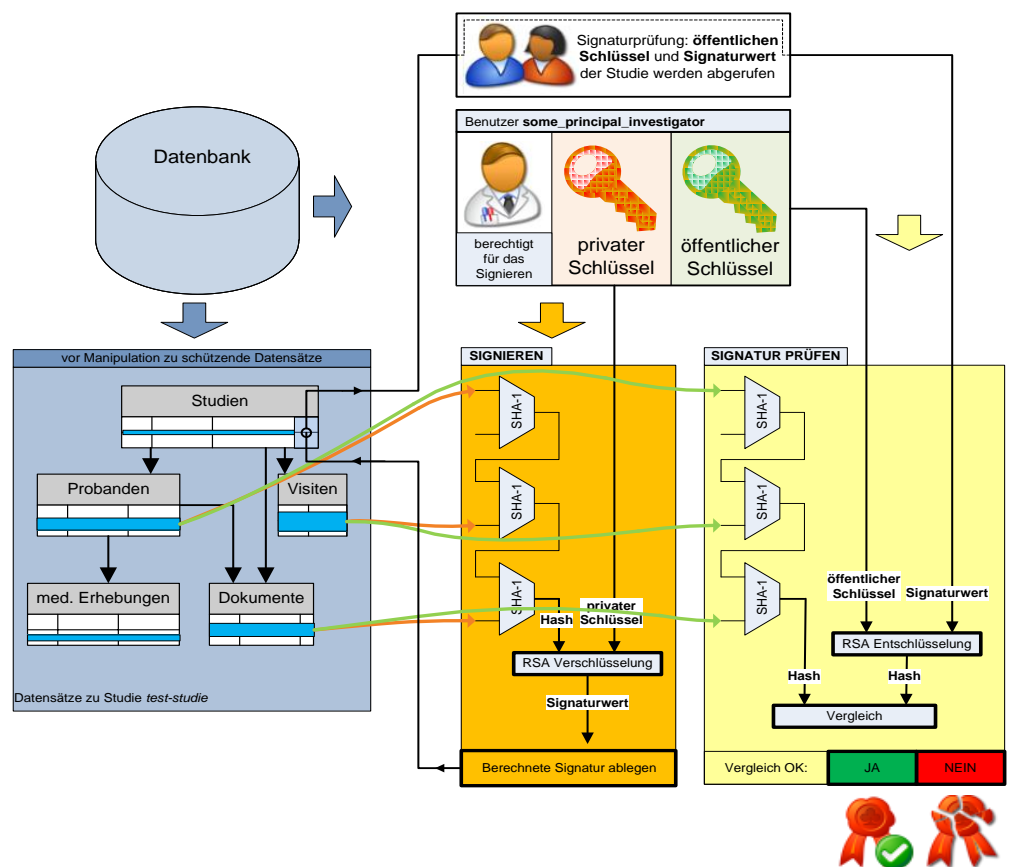 Signaturprüfung: öffentlichen
Schlüssel und Signaturwert
der Studie werden abgerufen
Datenbank
Benutzer some_principal_investigator
berechtigt
für das
Signieren
privater
Schlüssel
öffentlicher
Schlüssel
vor Manipulation zu schützende Datensätze
Studien
Probanden
Visiten
med. Erhebungen
Dokumente
Datensätze zu Studie test-studie
SIGNIEREN
SHA-1
SHA-1
SHA-1
Hash
privater
Schlüssel
RSA Verschlüsselung
Signaturwert
Berechnete Signatur ablegen
SIGNATUR PRÜFEN
SHA-1
SHA-1
SHA-1
öffentlicher
Schlüssel
Signaturwert
RSA Entschlüsselung
Hash
Hash
Vergleich
Vergleich OK:
JA
NEIN